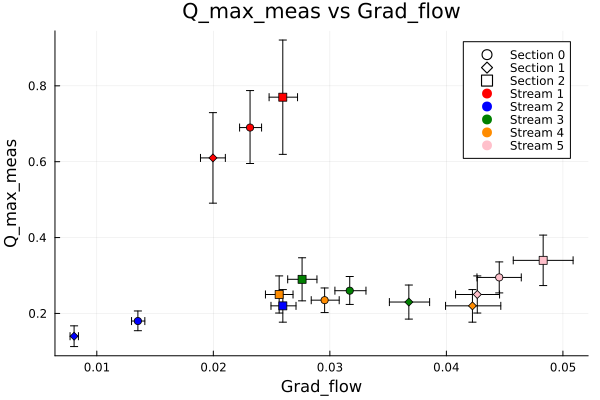 Q_max_meas vs Grad_flow
Section 0
Section 1
Section 2
Stream 1
Stream 2
Stream 3
Stream 4
Stream 5
Q_max_meas
0.8
0.6
0.4
0.2
0.01
0.02
0.03
0.04
0.05
Grad_flow